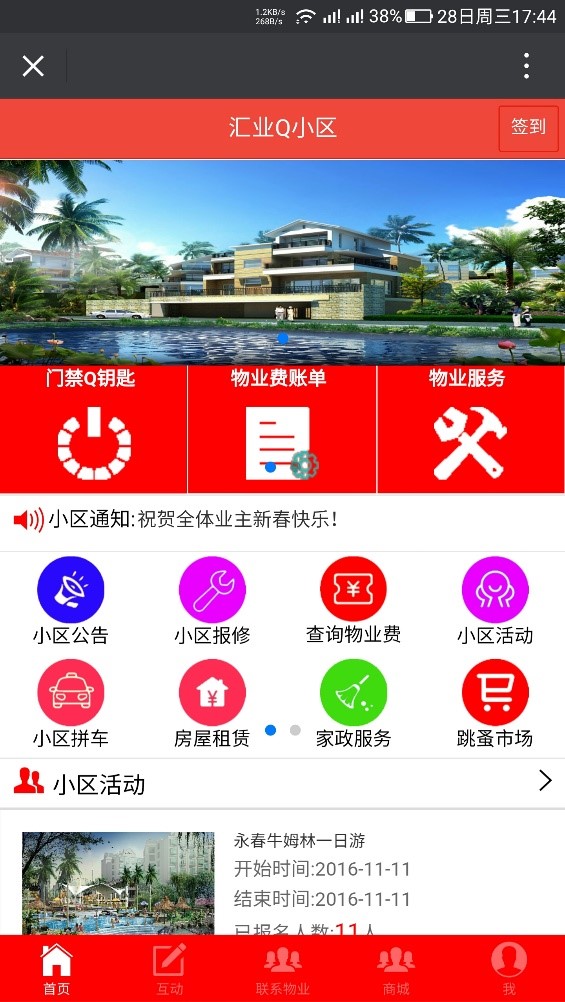 1.2KB/s
268B/s
38% 28日周三17:44
汇业Q小区
签到
门禁Q钥匙
物业费账单
物业服务
小区通知:祝贺全体业主新春快乐！
小区公告
小区报修
查询物业费
小区活动
小区拼车
房屋租赁
家政服务
跳蚤市场
小区活动
永春牛姆林一日游
开始时间:2016-11-11
结束时间:2016-11-11
已报名人数:11人
首页
互动
联系物业
商城
我